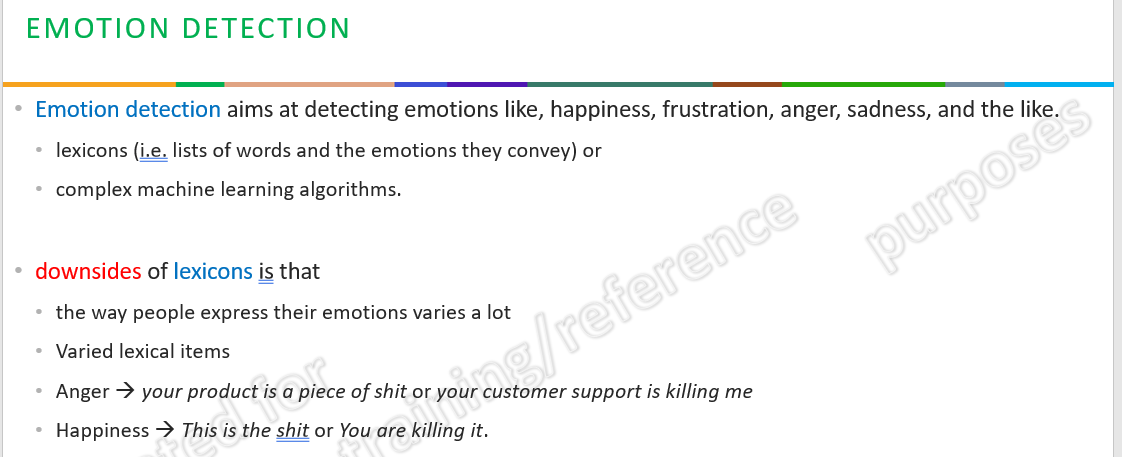 EMOTION DETECTION
• Emotion detection aims at detecting emotions like, happiness, frustration, anger, sadness, and the like.
• lexicons (i.e. lists of words and the emotions they convey) or
• complex machine learning algorithms.
• downsides of lexicons is that
• the way people express their emotions varies a lot
• Varied lexical items
• Anger → your product is a piece of shit or your customer support is killing me
• Happiness → This is the shit or You are killing it.
for
training/reference
purposes